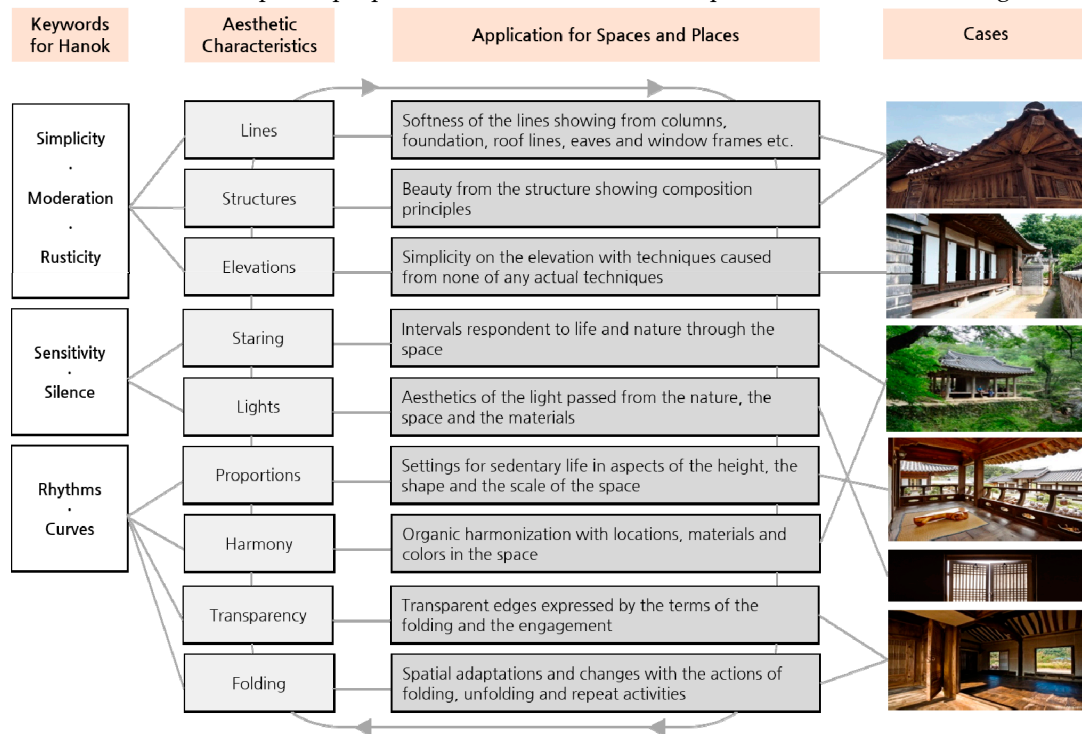 Keywords
for Hanok
Aesthetic
Characteristics
Application for Spaces and Places
Cases
Simplicity
·
Moderation
·
Rusticity
Lines
Softness of the lines showing from columns,
foundation, roof lines, eaves and window frames etc.
Structures
Beauty from the structure showing composition
principles
Elevations
Simplicity on the elevation with techniques caused
from none of any actual techniques
Sensitivity
·
Silence
Staring
Intervals respondent to life and nature through the
space
Lights
Aesthetics of the light passed from the nature, the
space and the materials
Rhythms
·
Curves
Proportions
Settings for sedentary life in aspects of the height, the
shape and the scale of the space
Harmony
Organic harmonization with locations, materials and
colors in the space
Transparency
Transparent edges expressed by the terms of the
folding and the engagement
Folding
Spatial adaptations and changes with the actions of
folding, unfolding and repeat activities